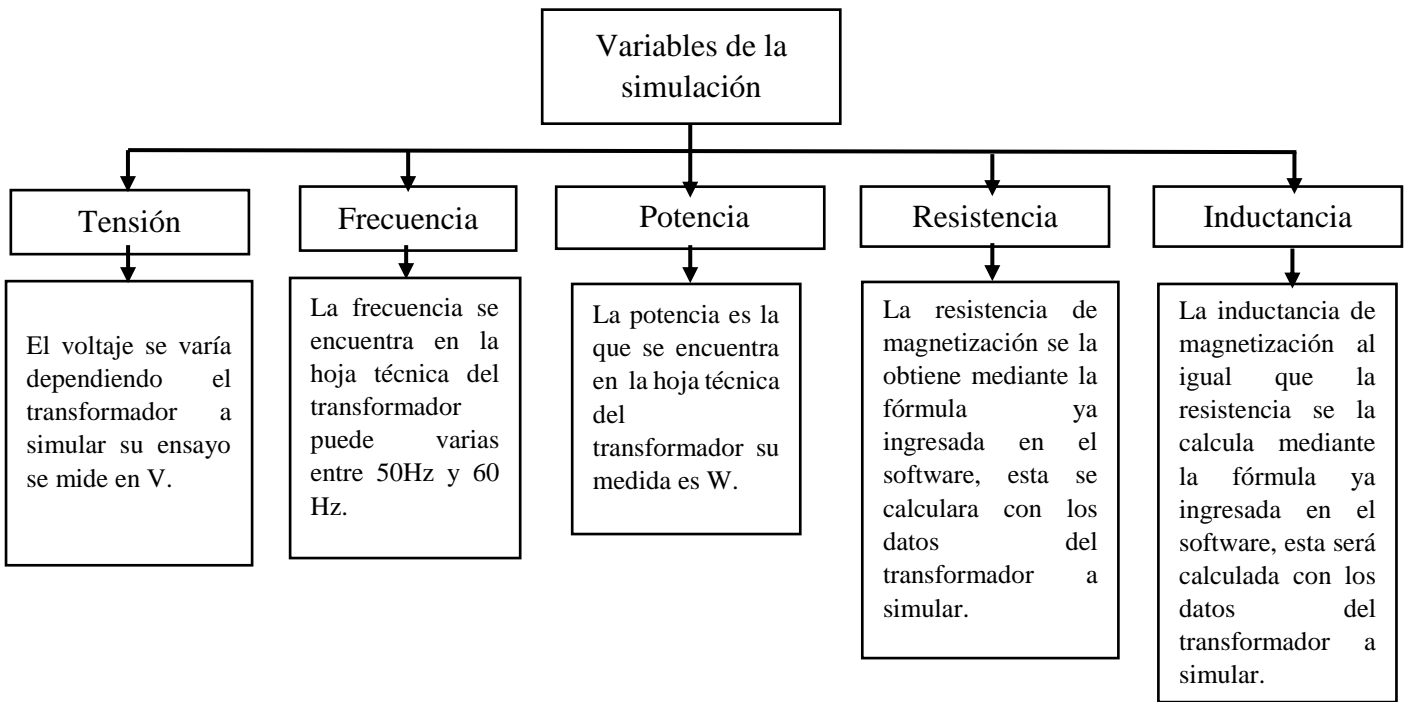 Variables de la
simulación
Tensión
El voltaje se varía
dependiendo el
transformador a
simular su ensayo
se mide en V.
Frecuencia
La frecuencia se
encuentra en la
hoja técnica del
transformador
puede varias
entre 50Hz y 60
Hz.
Potencia
La potencia es la
que se encuentra
en la hoja técnica
del
transformador su
medida es W.
Resistencia
La resistencia de
magnetización se la
obtiene mediante la
fórmula ya
ingresada en el
software, esta se
calculara con los
datos del
transformador a
simular.
Inductancia
La inductancia de
magnetización al
igual que la
resistencia se la
calcula mediante
la fórmula ya
ingresada en el
software, esta será
calculada con los
datos del
transformador a
simular.